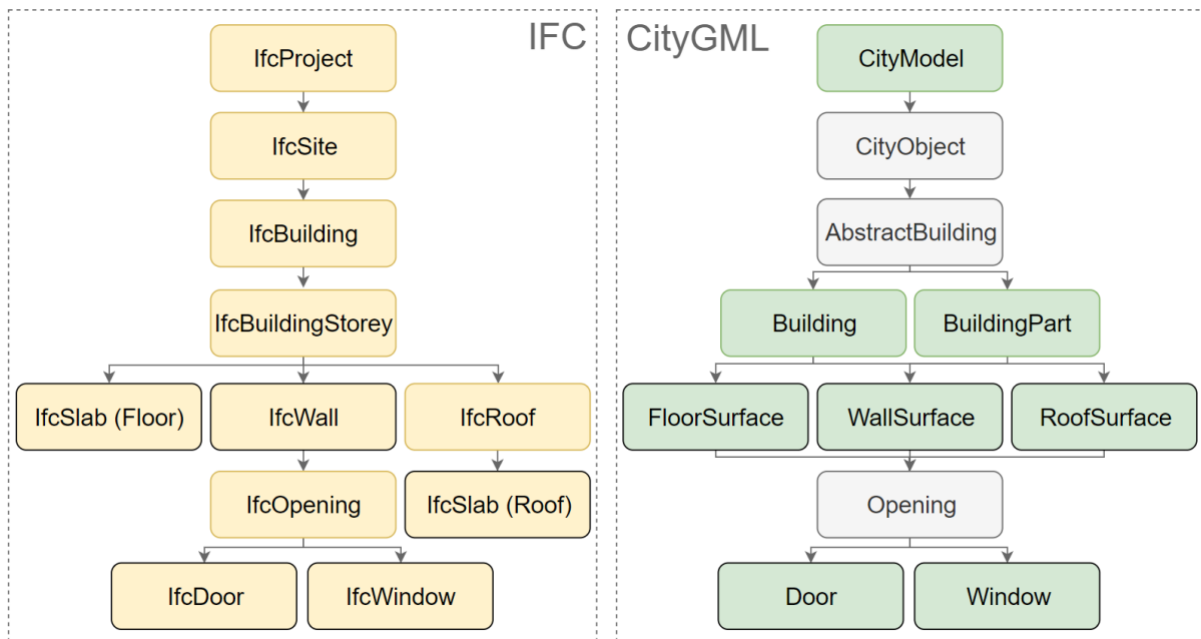 IFC
IfcProject
IfcSite
IfcBuilding
IfcBuildingStorey
IfcSlab (Floor)
IfcWall
IfcRoof
IfcOpening
IfcSlab (Roof)
IfcDoor
IfcWindow
CityGML
CityModel
CityObject
AbstractBuilding
Building
BuildingPart
FloorSurface
WallSurface
RoofSurface
Opening
Door
Window